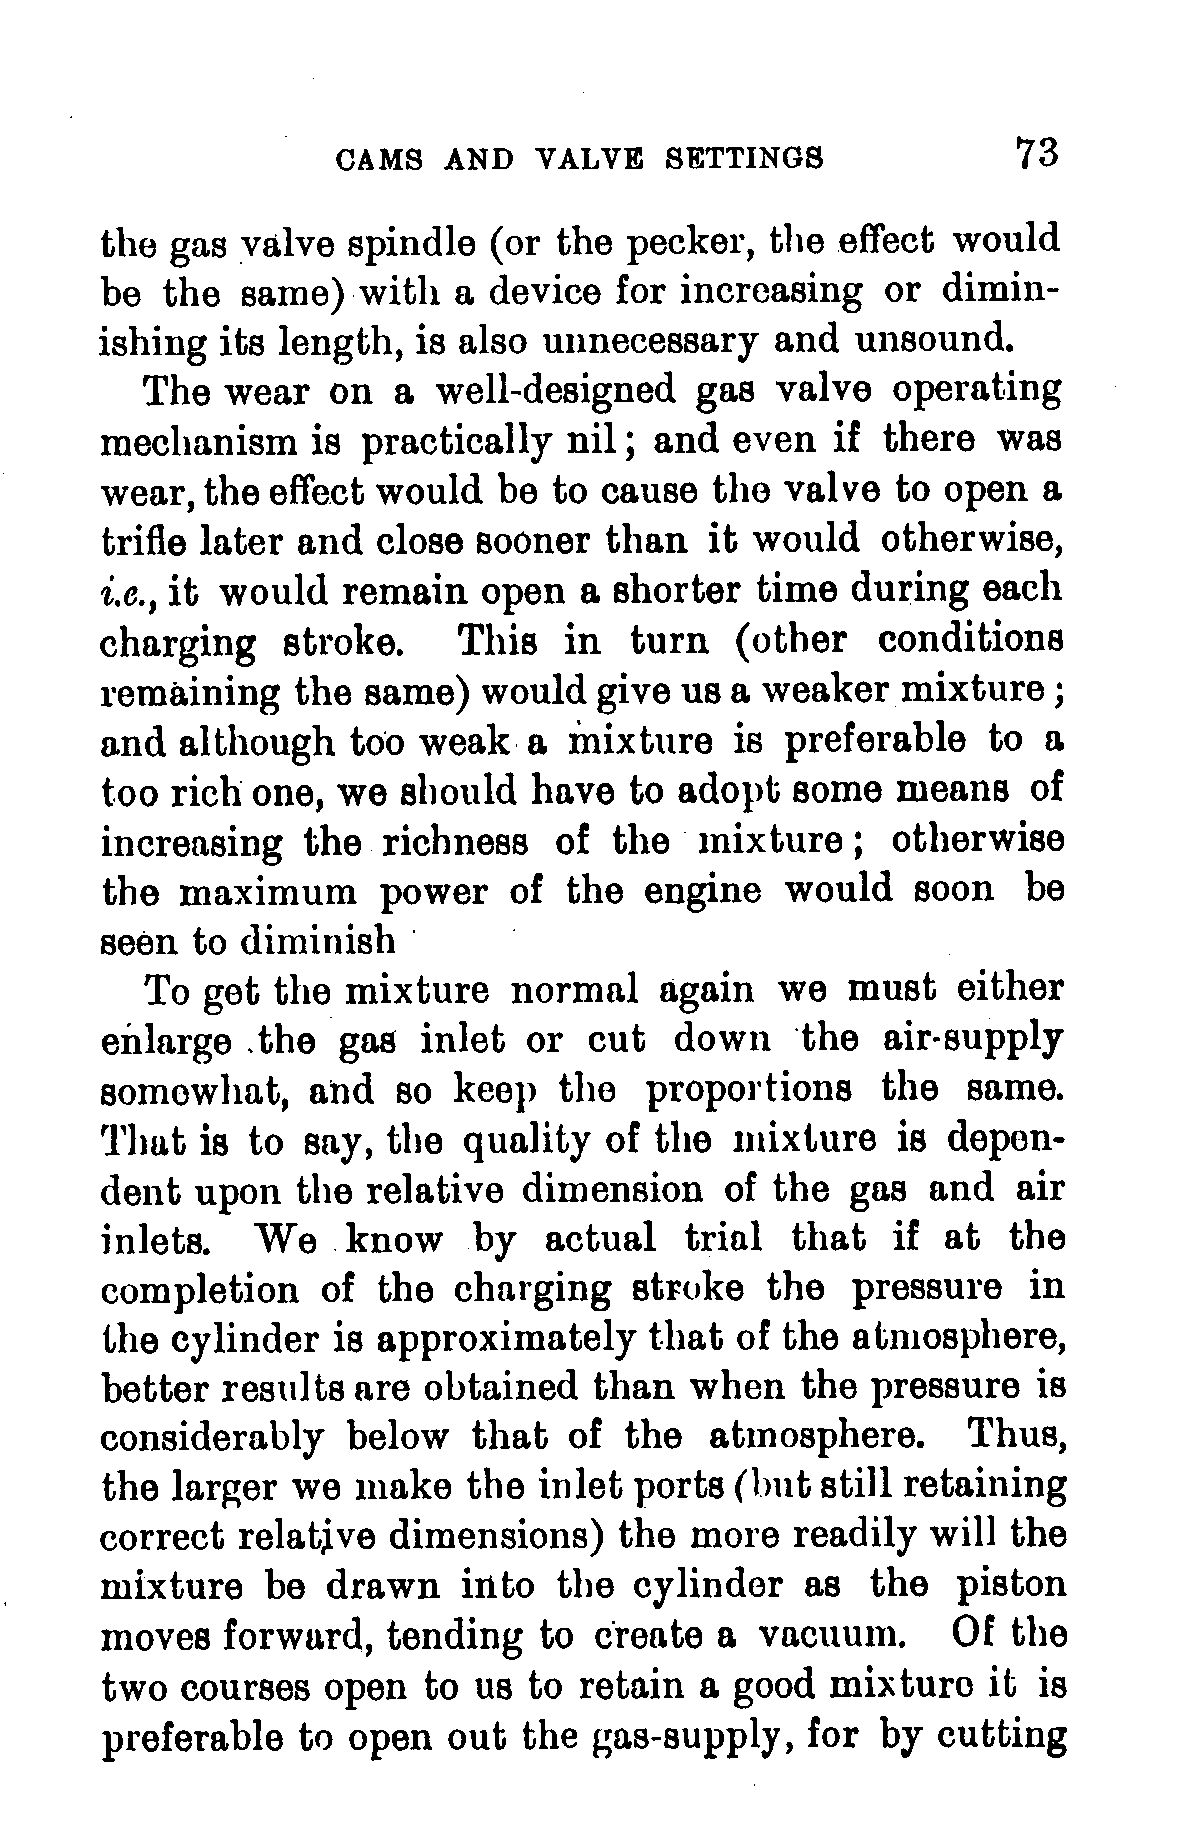 CAMS AND VALVE SETTINGS 73
the gas valve spindle (or the pecker, the effect would
be the same) with a device for increasing or dimin-
ishing its length, is also unnecessary and unsound.
The wear on a well-designed gas valve operating
mechanism is practically nil; and even if there was
wear, the effect would be to cause the valve to open a
trifle later and close sooner than it would otherwise,
i.e., it would remain open a shorter time during each
charging stroke. This in turn (other conditions
remaining the same) would give us a weaker mixture;
and although too weak a mixture is preferable to a
too rich one, we should have to adopt some means of
increasing the richness of the mixture; otherwise
the maximum power of the engine would soon be
seen to diminish
To get the mixture normal again we must either
enlarge the gas inlet or cut down the air-supply
somewhat, and so keep the proportions the same.
That is to say, the quality of the mixture is depen-
dent upon the relative dimension of the gas and air
inlets. We know by actual trial that if at the
completion of the charging stroke the pressure in
the cylinder is approximately that of the atmosphere,
better results are obtained than when the pressure is
considerably below that of the atmosphere. Thus,
the larger we make the inlet ports (but still retaining
correct relative dimensions) the more readily will the
mixture be drawn into the cylinder as the piston
moves forward, tending to create a vacuum. Of the
two courses open to us to retain a good mixture it is
preferable to open out the gas-supply, for by cutting